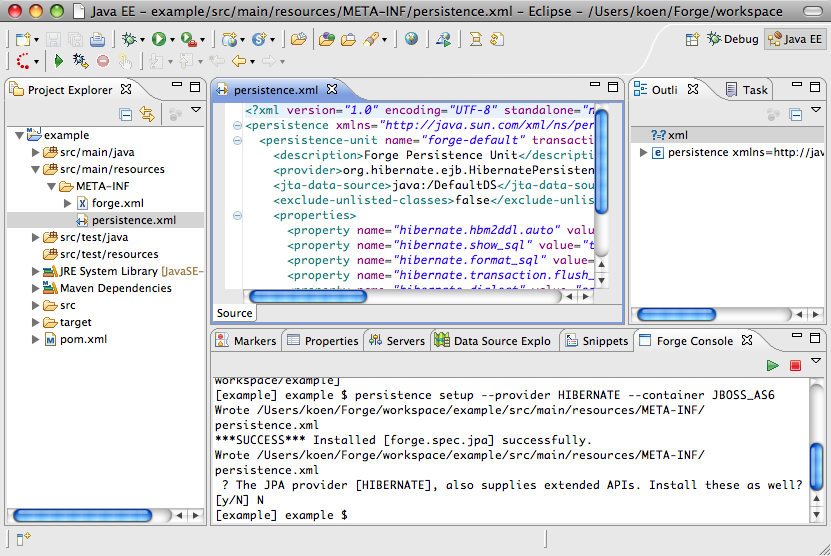 Java EE - example/src/main/resources/META-INF/persistence.xml - Eclipse - /Users/koen/Forge/workspace
Debug
Java EE
Project Explorer
example
src/main/java
src/main/resources
META-INF
forge.xml
persistence.xml
src/test/java
src/test/resources
JRE System Library [JavaSE-
Maven Dependencies
src
target
pom.xml
persistence.xml
<?xml version="1.0" encoding="UTF-8" standalone="n
<persistence xmlns="http://java.sun.com/xml/ns/per
<persistence-unit name="forge-default" transactio
<description>Forge Persistence Unit</description
<provider>org.hibernate.ejb.HibernatePersisten
<jta-data-source>java:/DefaultDS</jta-data-sou
<exclude-unlisted-classes>false</exclude-unlis
<properties>
<property name="hibernate.hbm2ddl.auto" valu
<property name="hibernate.show_sql" value="t
<property name="hibernate.format_sql" value=
<property name="hibernate.transaction.flush_
<property name="hibernate.dialect" value="
Source
Outli
Task
xml
persistence xmlns=http://jav
Markers
Properties
Servers
Data Source Explo
Snippets
Forge Console
workspace/example]
[example] example $ persistence setup --provider HIBERNATE --container JBOSS_AS6
Wrote /Users/koen/Forge/workspace/example/src/main/resources/META-INF/
persistence.xml
***SUCCESS*** Installed [forge.spec.jpa] successfully.
Wrote /Users/koen/Forge/workspace/example/src/main/resources/META-INF/
persistence.xml
? The JPA provider [HIBERNATE], also supplies extended APIs. Install these as well?
[y/N] N
[example] example $